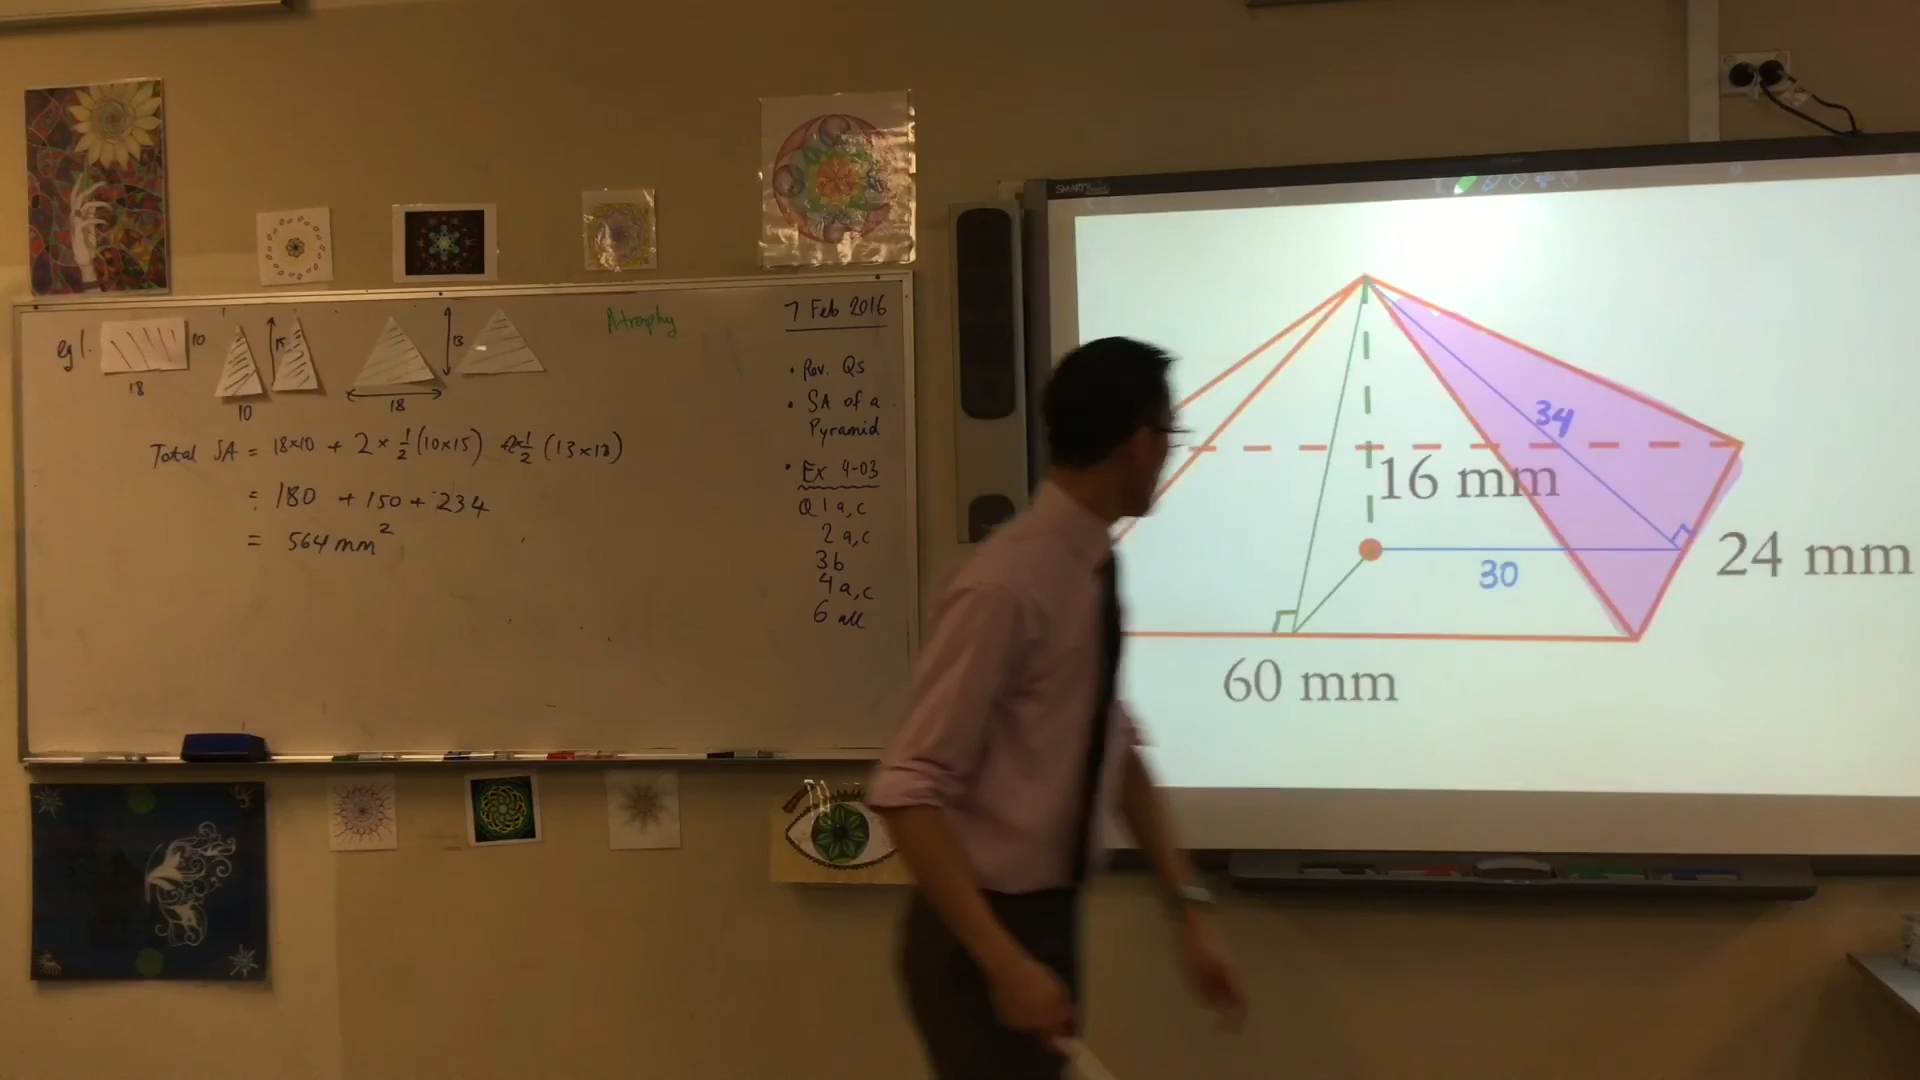 eg 1.
10
18
15
10
18
13
Atrophy
Total SA = 18×10 + 2 × 1/2 (10×15) + 2×1/2 (13×18)
= 180 + 150 + 234
= 564 mm²
7 Feb 2016
• Rev. Qs
• SA of a
Pyramid
• Ex 4-03
Q 1 a,c
2 a,c
3b
4 a,c
6 all
SMART
34
16 mm
24 mm
30
60 mm